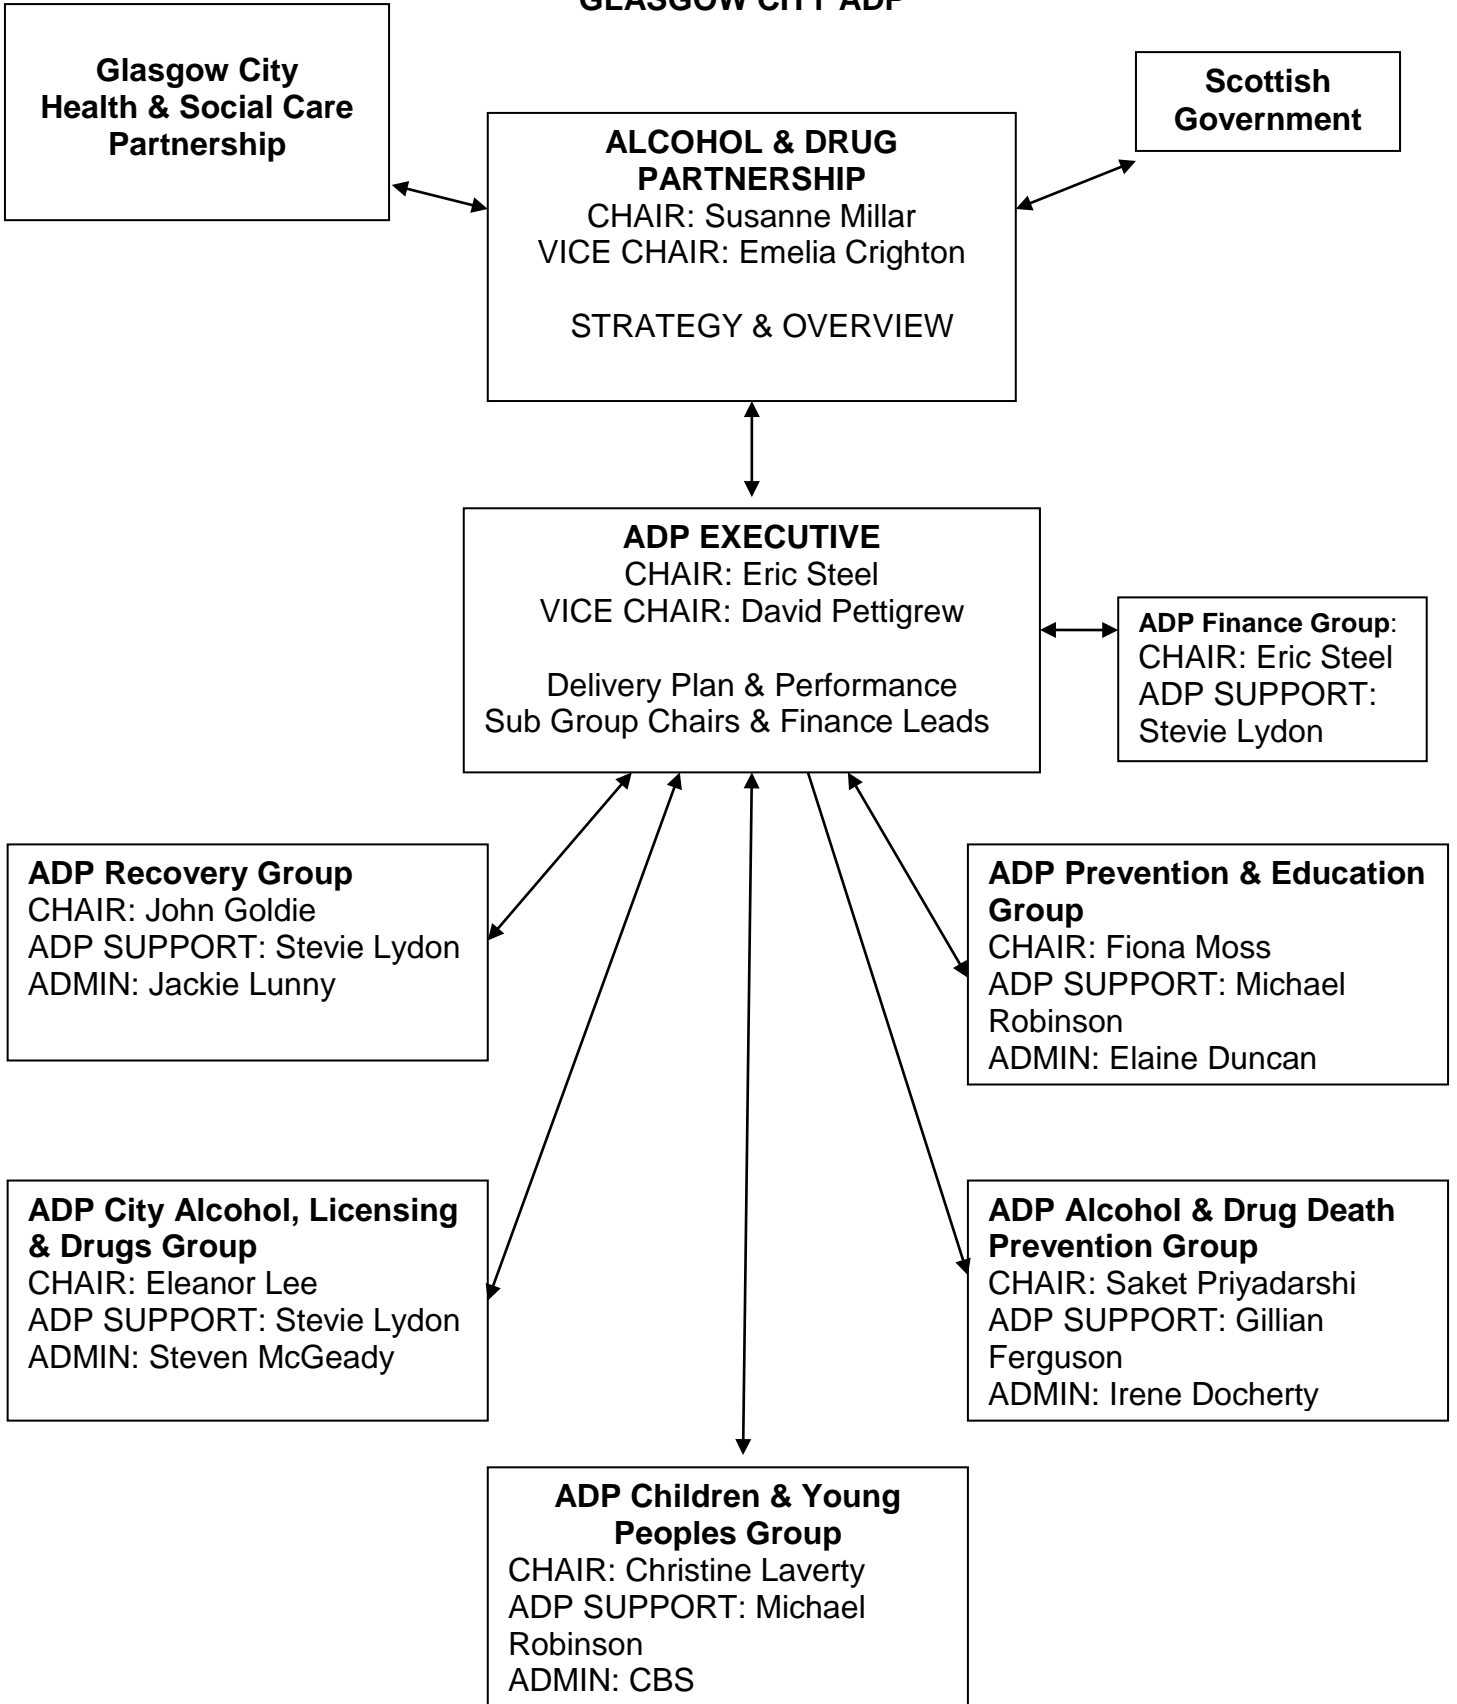 GLASGOW CITY ADP
Glasgow City
Health & Social Care
Partnership
Scottish
Government
ALCOHOL & DRUG
PARTNERSHIP
CHAIR: Susanne Millar
VICE CHAIR: Emelia Crighton
STRATEGY & OVERVIEW
ADP EXECUTIVE
CHAIR: Eric Steel
VICE CHAIR: David Pettigrew
Delivery Plan & Performance
Sub Group Chairs & Finance Leads
ADP Finance Group:
CHAIR: Eric Steel
ADP SUPPORT:
Stevie Lydon
ADP Recovery Group
CHAIR: John Goldie
ADP SUPPORT: Stevie Lydon
ADMIN: Jackie Lunny
ADP Prevention & Education
Group
CHAIR: Fiona Moss
ADP SUPPORT: Michael
Robinson
ADMIN: Elaine Duncan
ADP City Alcohol, Licensing
& Drugs Group
CHAIR: Eleanor Lee
ADP SUPPORT: Stevie Lydon
ADMIN: Steven McGeady
ADP Alcohol & Drug Death
Prevention Group
CHAIR: Saket Priyadarshi
ADP SUPPORT: Gillian
Ferguson
ADMIN: Irene Docherty
ADP Children & Young
Peoples Group
CHAIR: Christine Laverty
ADP SUPPORT: Michael
Robinson
ADMIN: CBS